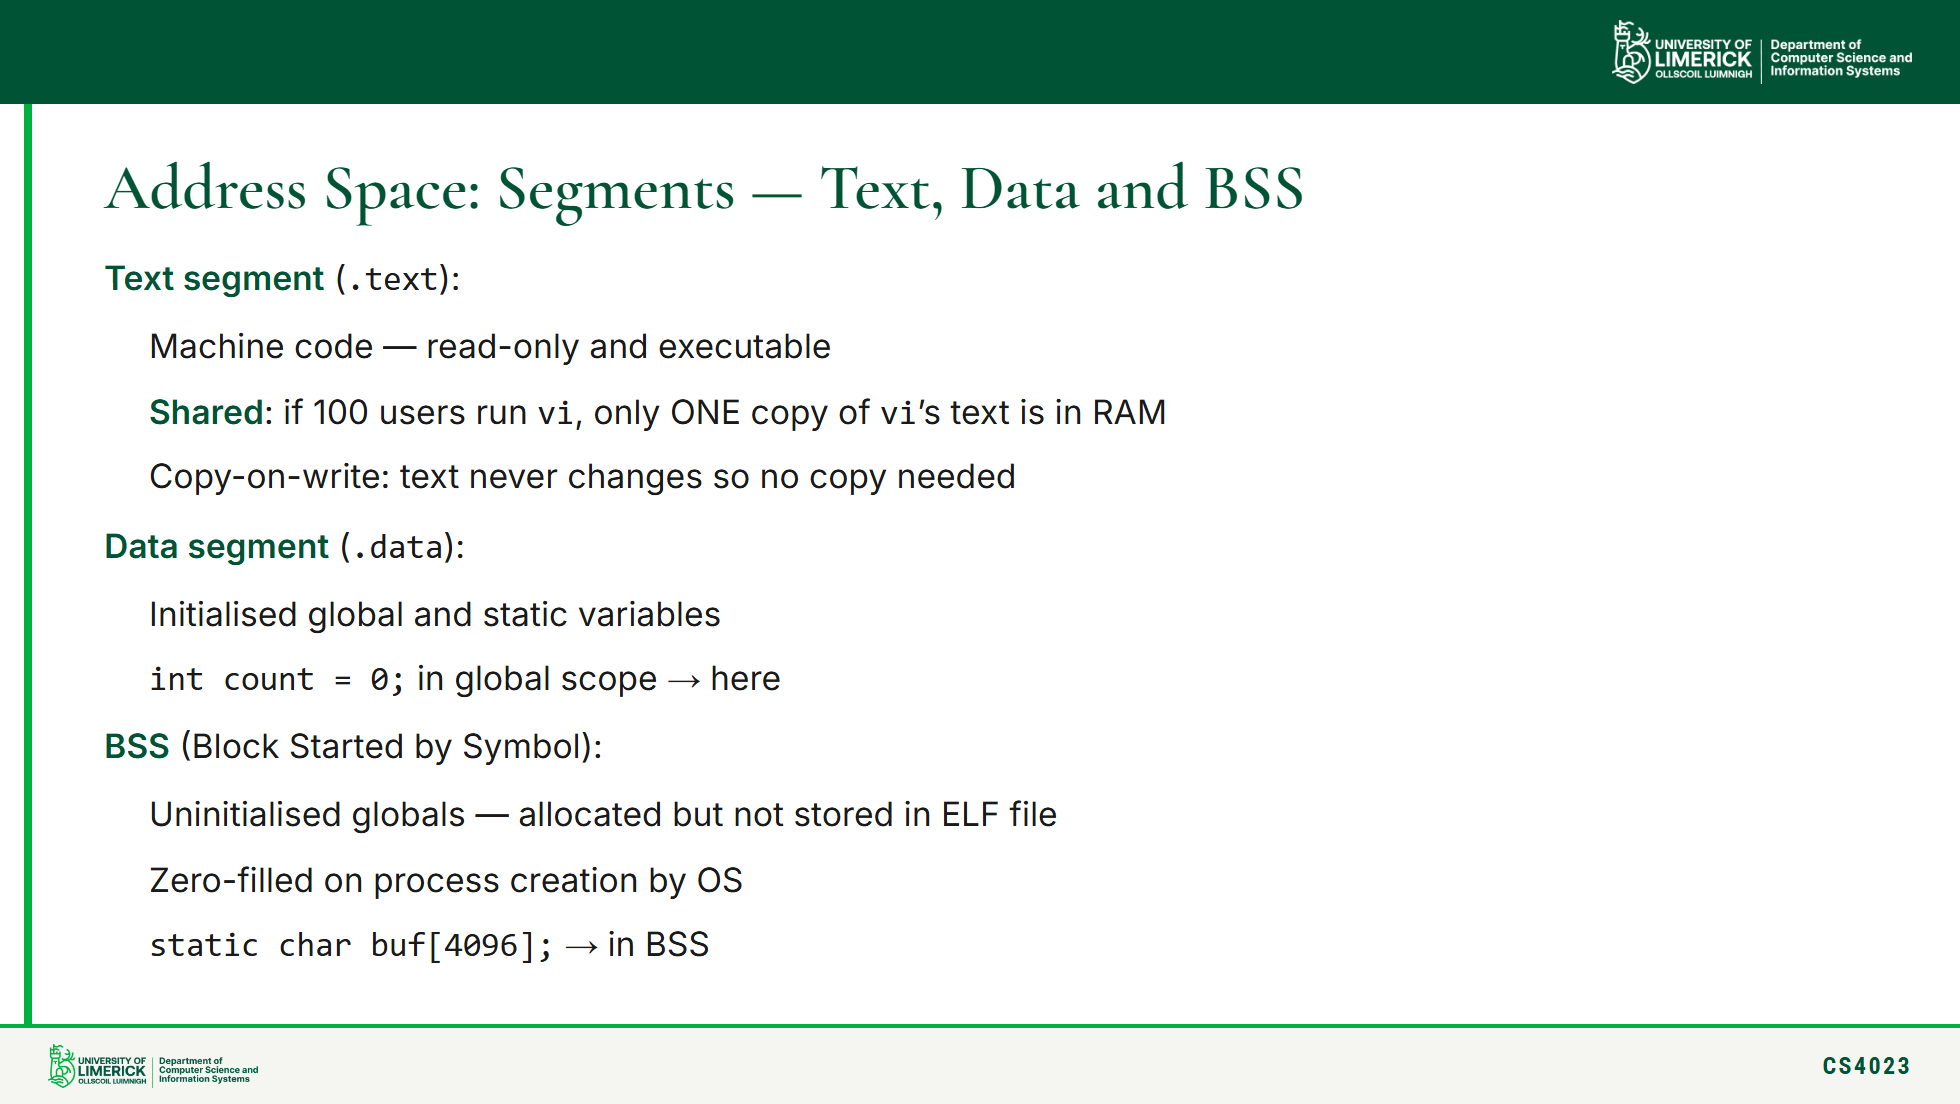 UNIVERSITY OF
LIMERICK
OLLSCOIL LUIMNIGH
Department of
Computer Science and
Information Systems
Address Space: Segments — Text, Data and BSS
Text segment (.text):
Machine code — read-only and executable
Shared: if 100 users run vi, only ONE copy of vi’s text is in RAM
Copy-on-write: text never changes so no copy needed
Data segment (.data):
Initialised global and static variables
int count = 0; in global scope → here
BSS (Block Started by Symbol):
Uninitialised globals — allocated but not stored in ELF file
Zero-filled on process creation by OS
static char buf[4096]; → in BSS
UNIVERSITY OF
LIMERICK
OLLSCOIL LUIMNIGH
Department of
Computer Science and
Information Systems
CS4023